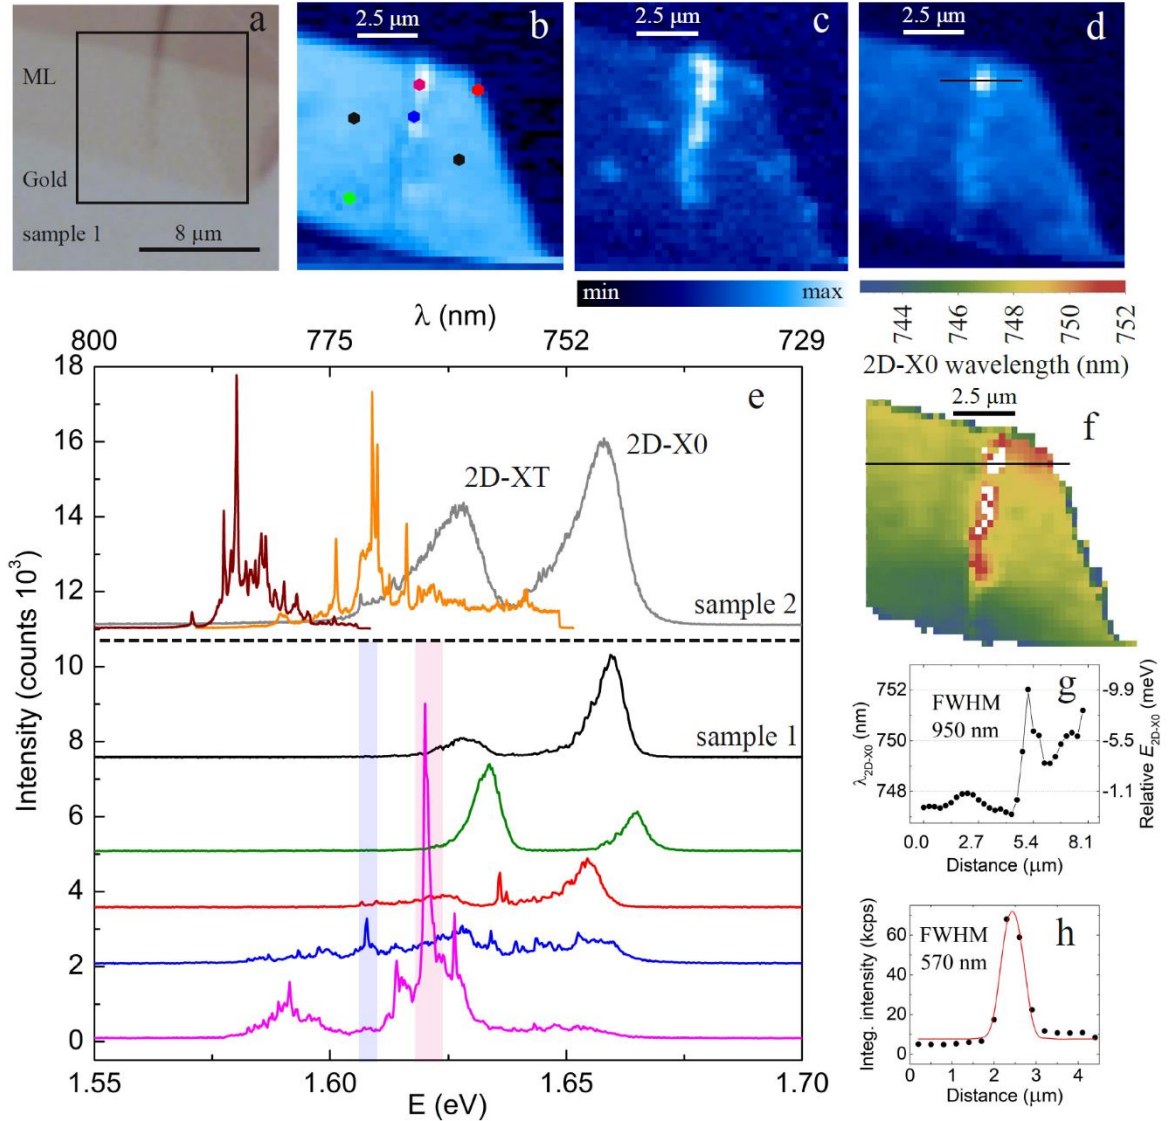 a
ML
Gold
sample 1
8 μm
2.5 μm
b
2.5 μm
c
2.5 μm
d
min
max
744
746
748
750
752
2D-X0 wavelength (nm)
2.5 μm
f
λ (nm)
800
775
752
729
18
16
14
12
10
8
6
4
2
0
Intensity (counts 10³)
e
2D-XT
2D-X0
sample 2
sample 1
1.55
1.60
1.65
1.70
E (eV)
g
FWHM
950 nm
752
750
748
λ2D-X0 (nm)
-9.9
-5.5
-1.1
Relative E2D-X0 (meV)
0.0
2.7
5.4
8.1
Distance (μm)
h
FWHM
570 nm
60
40
20
0
Integ. intensity (kcps)
0
1
2
3
4
Distance (μm)